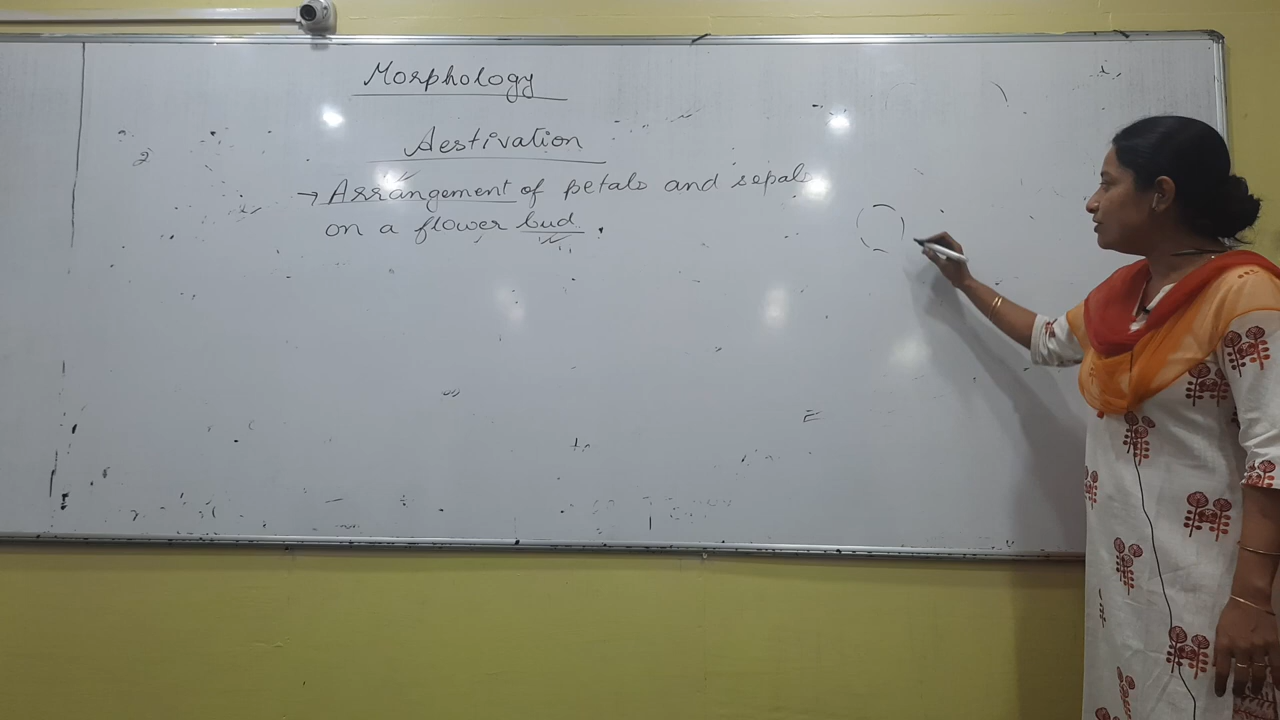 Morphology
Aestivation
→ Arrangement of petals and sepals
on a flower bud.